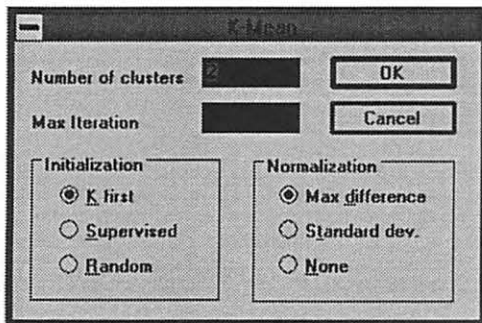 K-Mean
Number of clusters 2 OK
Max Iteration Cancel
Initialization Normalization
K first Max difference
Supervised Standard dev.
Random None